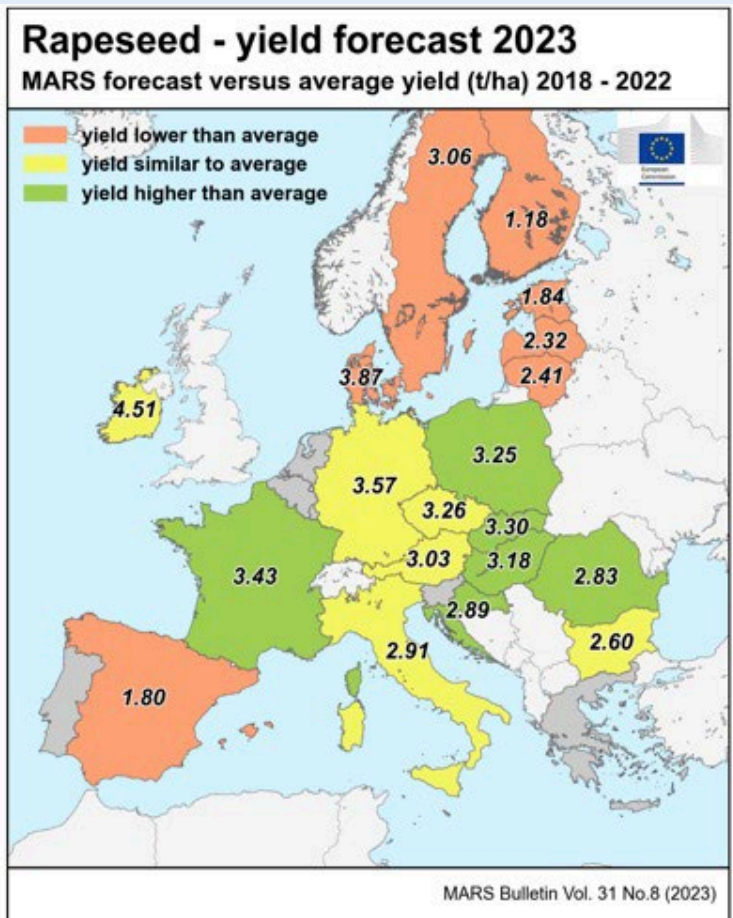 Rapeseed - yield forecast 2023
MARS forecast versus average yield (t/ha) 2018 - 2022
yield lower than average
yield similar to average
yield higher than average
European
Commission
3.06
1.18
1.84
2.32
2.41
3.87
4.51
3.25
3.57
3.26
3.30
3.03
3.18
2.83
3.43
2.89
2.60
2.91
1.80
MARS Bulletin Vol. 31 No.8 (2023)